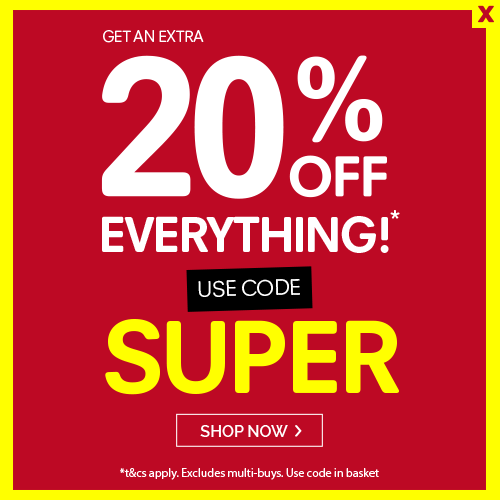 X
GET AN EXTRA
20% OFF
EVERYTHING!*
USE CODE
SUPER
SHOP NOW >
*t&cs apply. Excludes multi-buys. Use code in basket